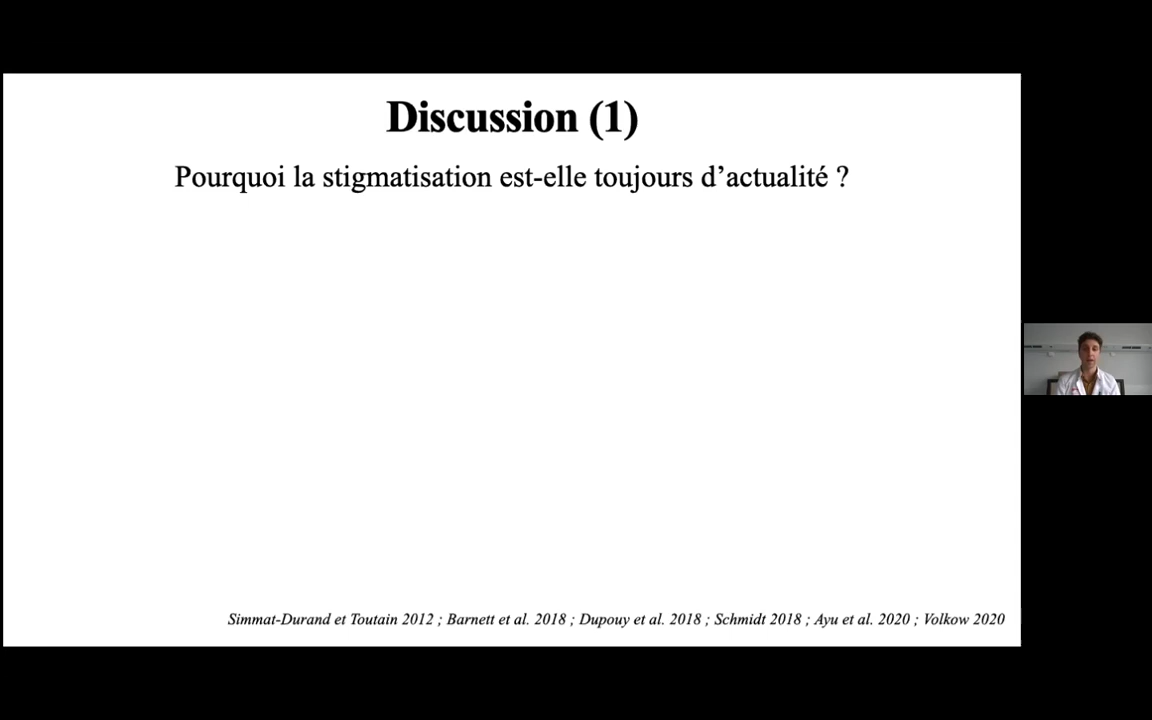 Discussion (1)
Pourquoi la stigmatisation est-elle toujours d’actualité ?
Simmat-Durand et Toutain 2012 ; Barnett et al. 2018 ; Dupouy et al. 2018 ; Schmidt 2018 ; Ayu et al. 2020 ; Volkow 2020